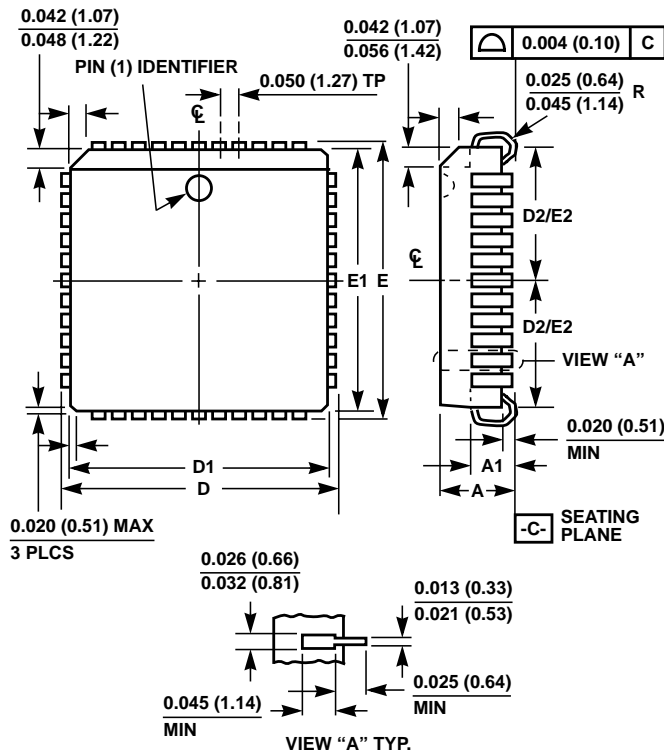 0.042 (1.07)
0.048 (1.22)
PIN (1) IDENTIFIER
0.050 (1.27) TP
℄
0.042 (1.07)
0.056 (1.42)
0.004 (0.10) C
0.025 (0.64)
0.045 (1.14)
R
D2/E2
℄
E1
E
D2/E2
VIEW “A”
0.020 (0.51)
MIN
D1
D
A1
A
0.020 (0.51) MAX
3 PLCS
-C-
SEATING
PLANE
0.026 (0.66)
0.032 (0.81)
0.013 (0.33)
0.021 (0.53)
0.045 (1.14)
MIN
0.025 (0.64)
MIN
VIEW “A” TYP.